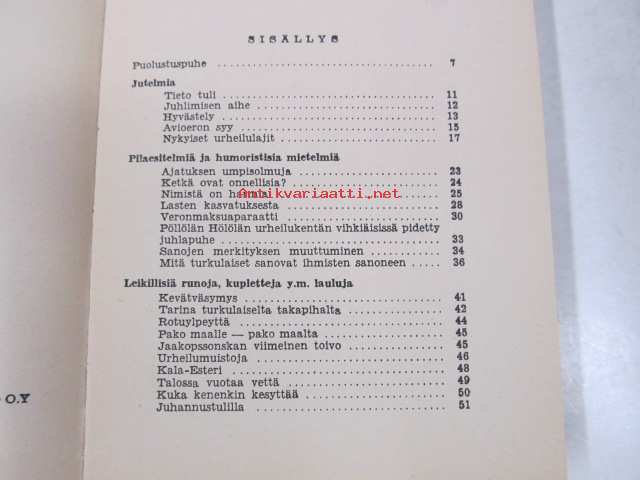 SISÄLLYS
Puolustuspuhe 7
Jutelmia
Tieto tuli 11
Juhlimisen aihe 12
Hyvästely 13
Avioeron syy 15
Nykyiset urheilulajit 17
Pilaesitelmiä ja humoristisia mietelmiä
Ajatuksen umpisolmuja 23
Ketkä ovat onnellisia? 24
Nimistä on 25
Antikvariaatti.net
Lasten kasvatuksesta 28
Veronmaksuaparaatti 30
Pöllölän Hölölän urheilukentän vihkiäisissä pidetty
juhlapuhe 33
Sanojen merkityksen muuttuminen 34
Mitä turkulaiset sanovat ihmisten sanoneen 36
Leikillisiä runoja, kupletteja y.m. lauluja
Kevätväsymys 41
Tarina turkulaiselta takapihalta 42
Rotuylpeyttä 44
Pako maalle — pako maalta 45
Jaakopssonskan viimeinen toivo 45
Urheilumuistoja 46
Kala-Esteri 48
Talossa vuotaa vettä 49
Kuka kenenkin kesyttää 50
Juhannustulilla 51
O.Y